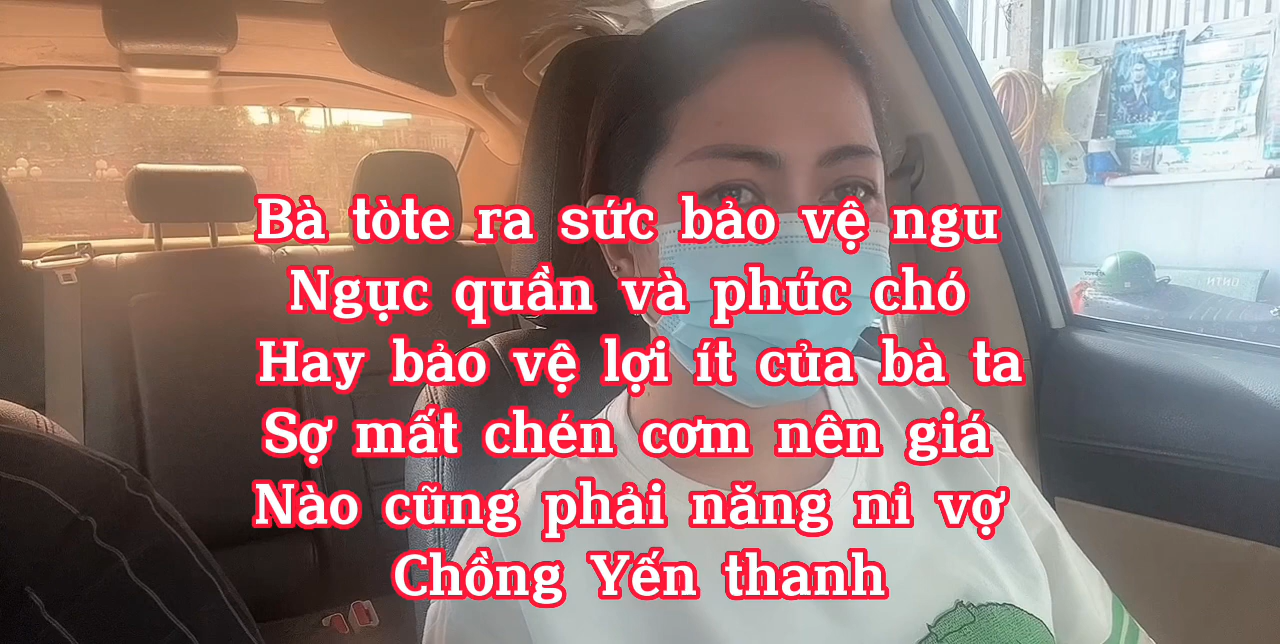 Bà tòte ra sức bảo vệ ngu
Ngục quần và phúc chó
Hay bảo vệ lợi ít của bà ta
Sợ mất chén cơm nên giá
Nào cũng phải năng nỉ vợ
Chồng Yến thanh